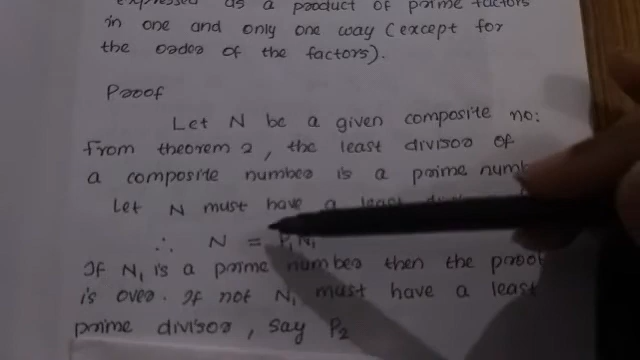 expressed as a product of prime factors
in one and only one way (except for
the order of the factors).
Proof
Let N be a given composite no:
From theorem 2, the least divisor of
a composite number is a prime numb
Let N must have a least
∴ N = P₁N₁
If N₁ is a prime number then the proof
is over. If not N₁ must have a least
prime divisor, say P₂